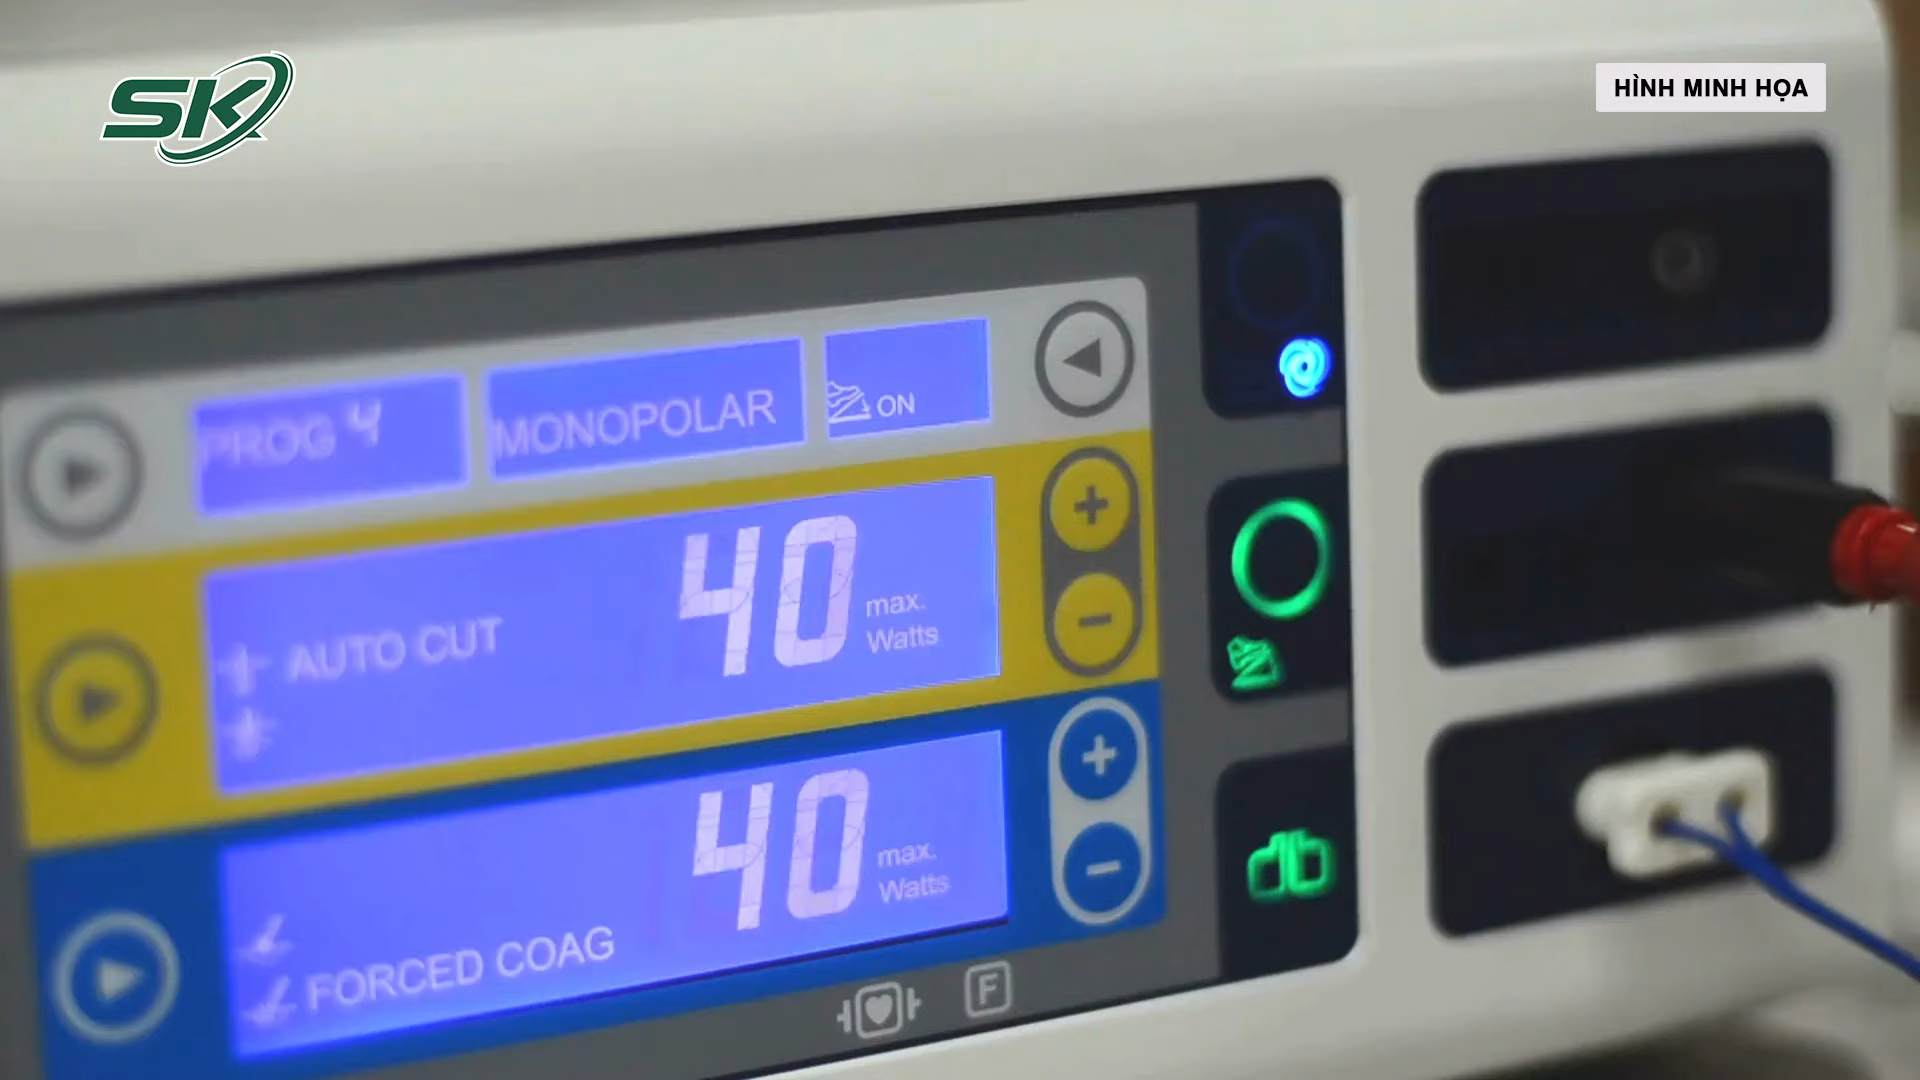 SK
HÌNH MINH HỌA
PROG 4
MONOPOLAR
ON
AUTO CUT
40
max.
Watts
FORCED COAG
40
max.
Watts
F